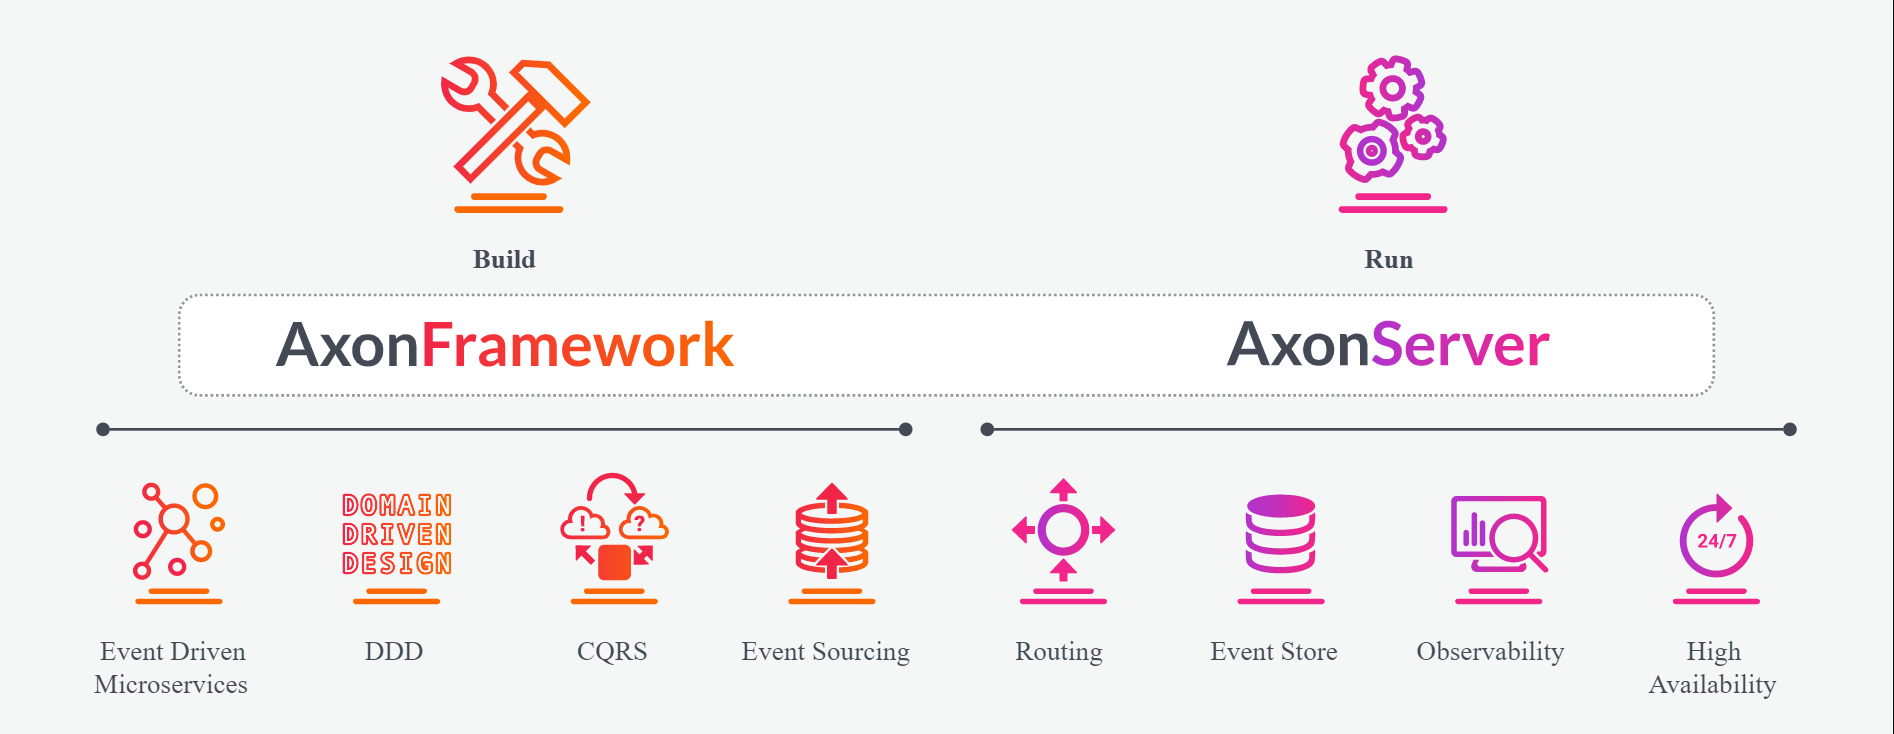 Build
Run
AxonFramework
AxonServer
DOMAIN
DRIVEN
DESIGN
!
?
24/7
Event Driven
Microservices
DDD
CQRS
Event Sourcing
Routing
Event Store
Observability
High
Availability